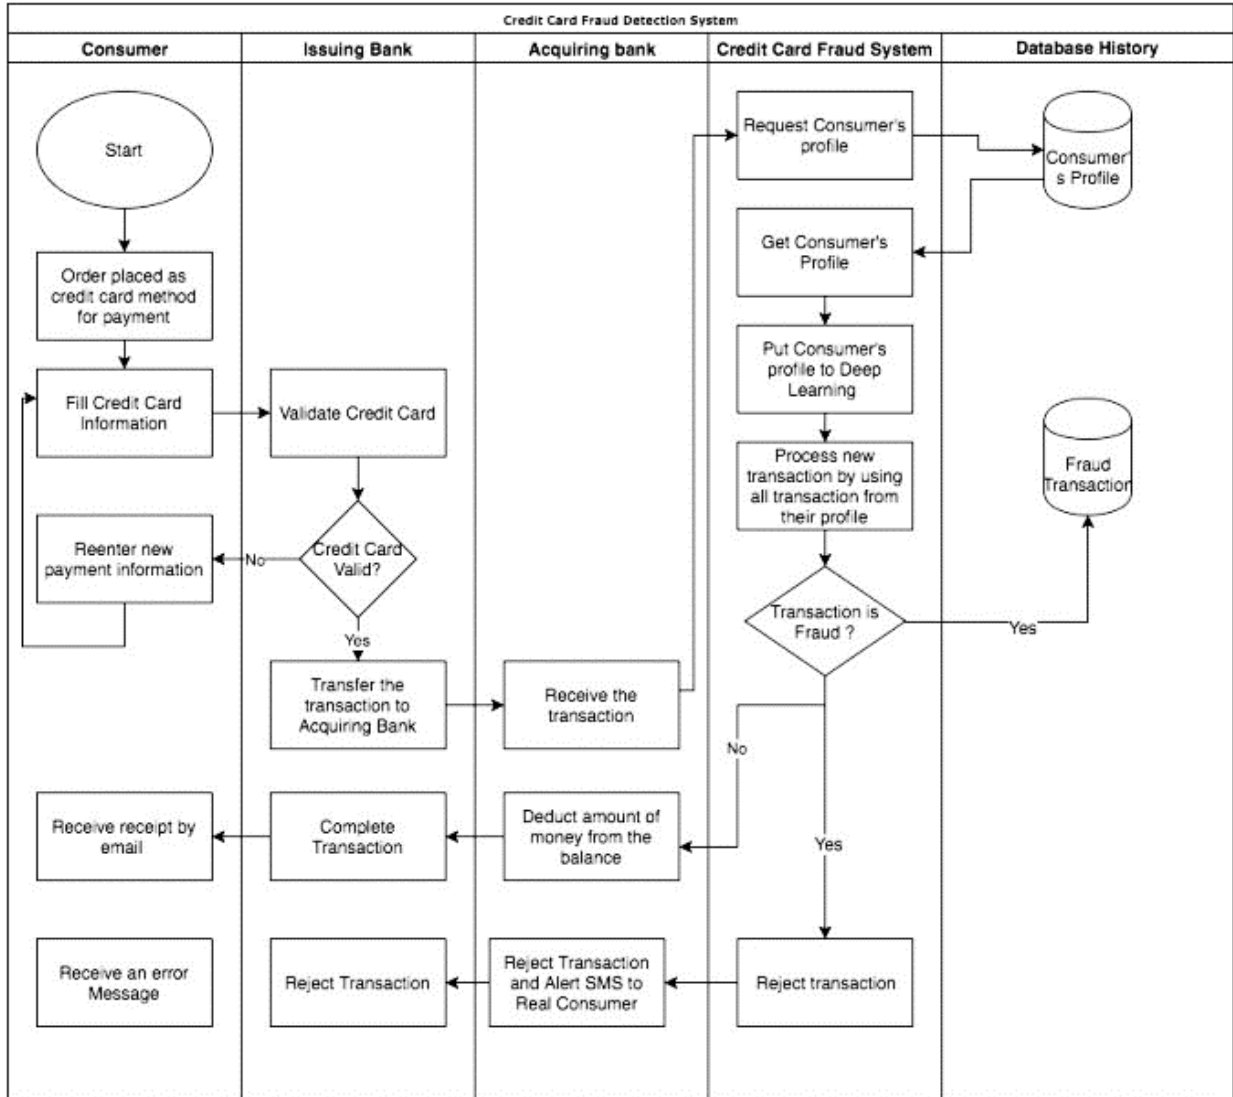 Credit Card Fraud Detection System
Consumer
Issuing Bank
Acquiring bank
Credit Card Fraud System
Database History
Start
Order placed as
credit card method
for payment
Fill Credit Card
Information
Reenter new
payment information
Receive receipt by
email
Receive an error
Message
Validate Credit Card
Credit Card
Valid?
No
Yes
Transfer the
transaction to
Acquiring Bank
Complete
Transaction
Reject Transaction
Receive the
transaction
Deduct amount of
money from the
balance
Reject Transaction
and Alert SMS to
Real Consumer
Request Consumer's
profile
Get Consumer's
Profile
Put Consumer's
profile to Deep
Learning
Process new
transaction by using
all transaction from
their profile
Transaction is
Fraud ?
No
Yes
Yes
Reject transaction
Consumer'
s Profile
Fraud
Transaction